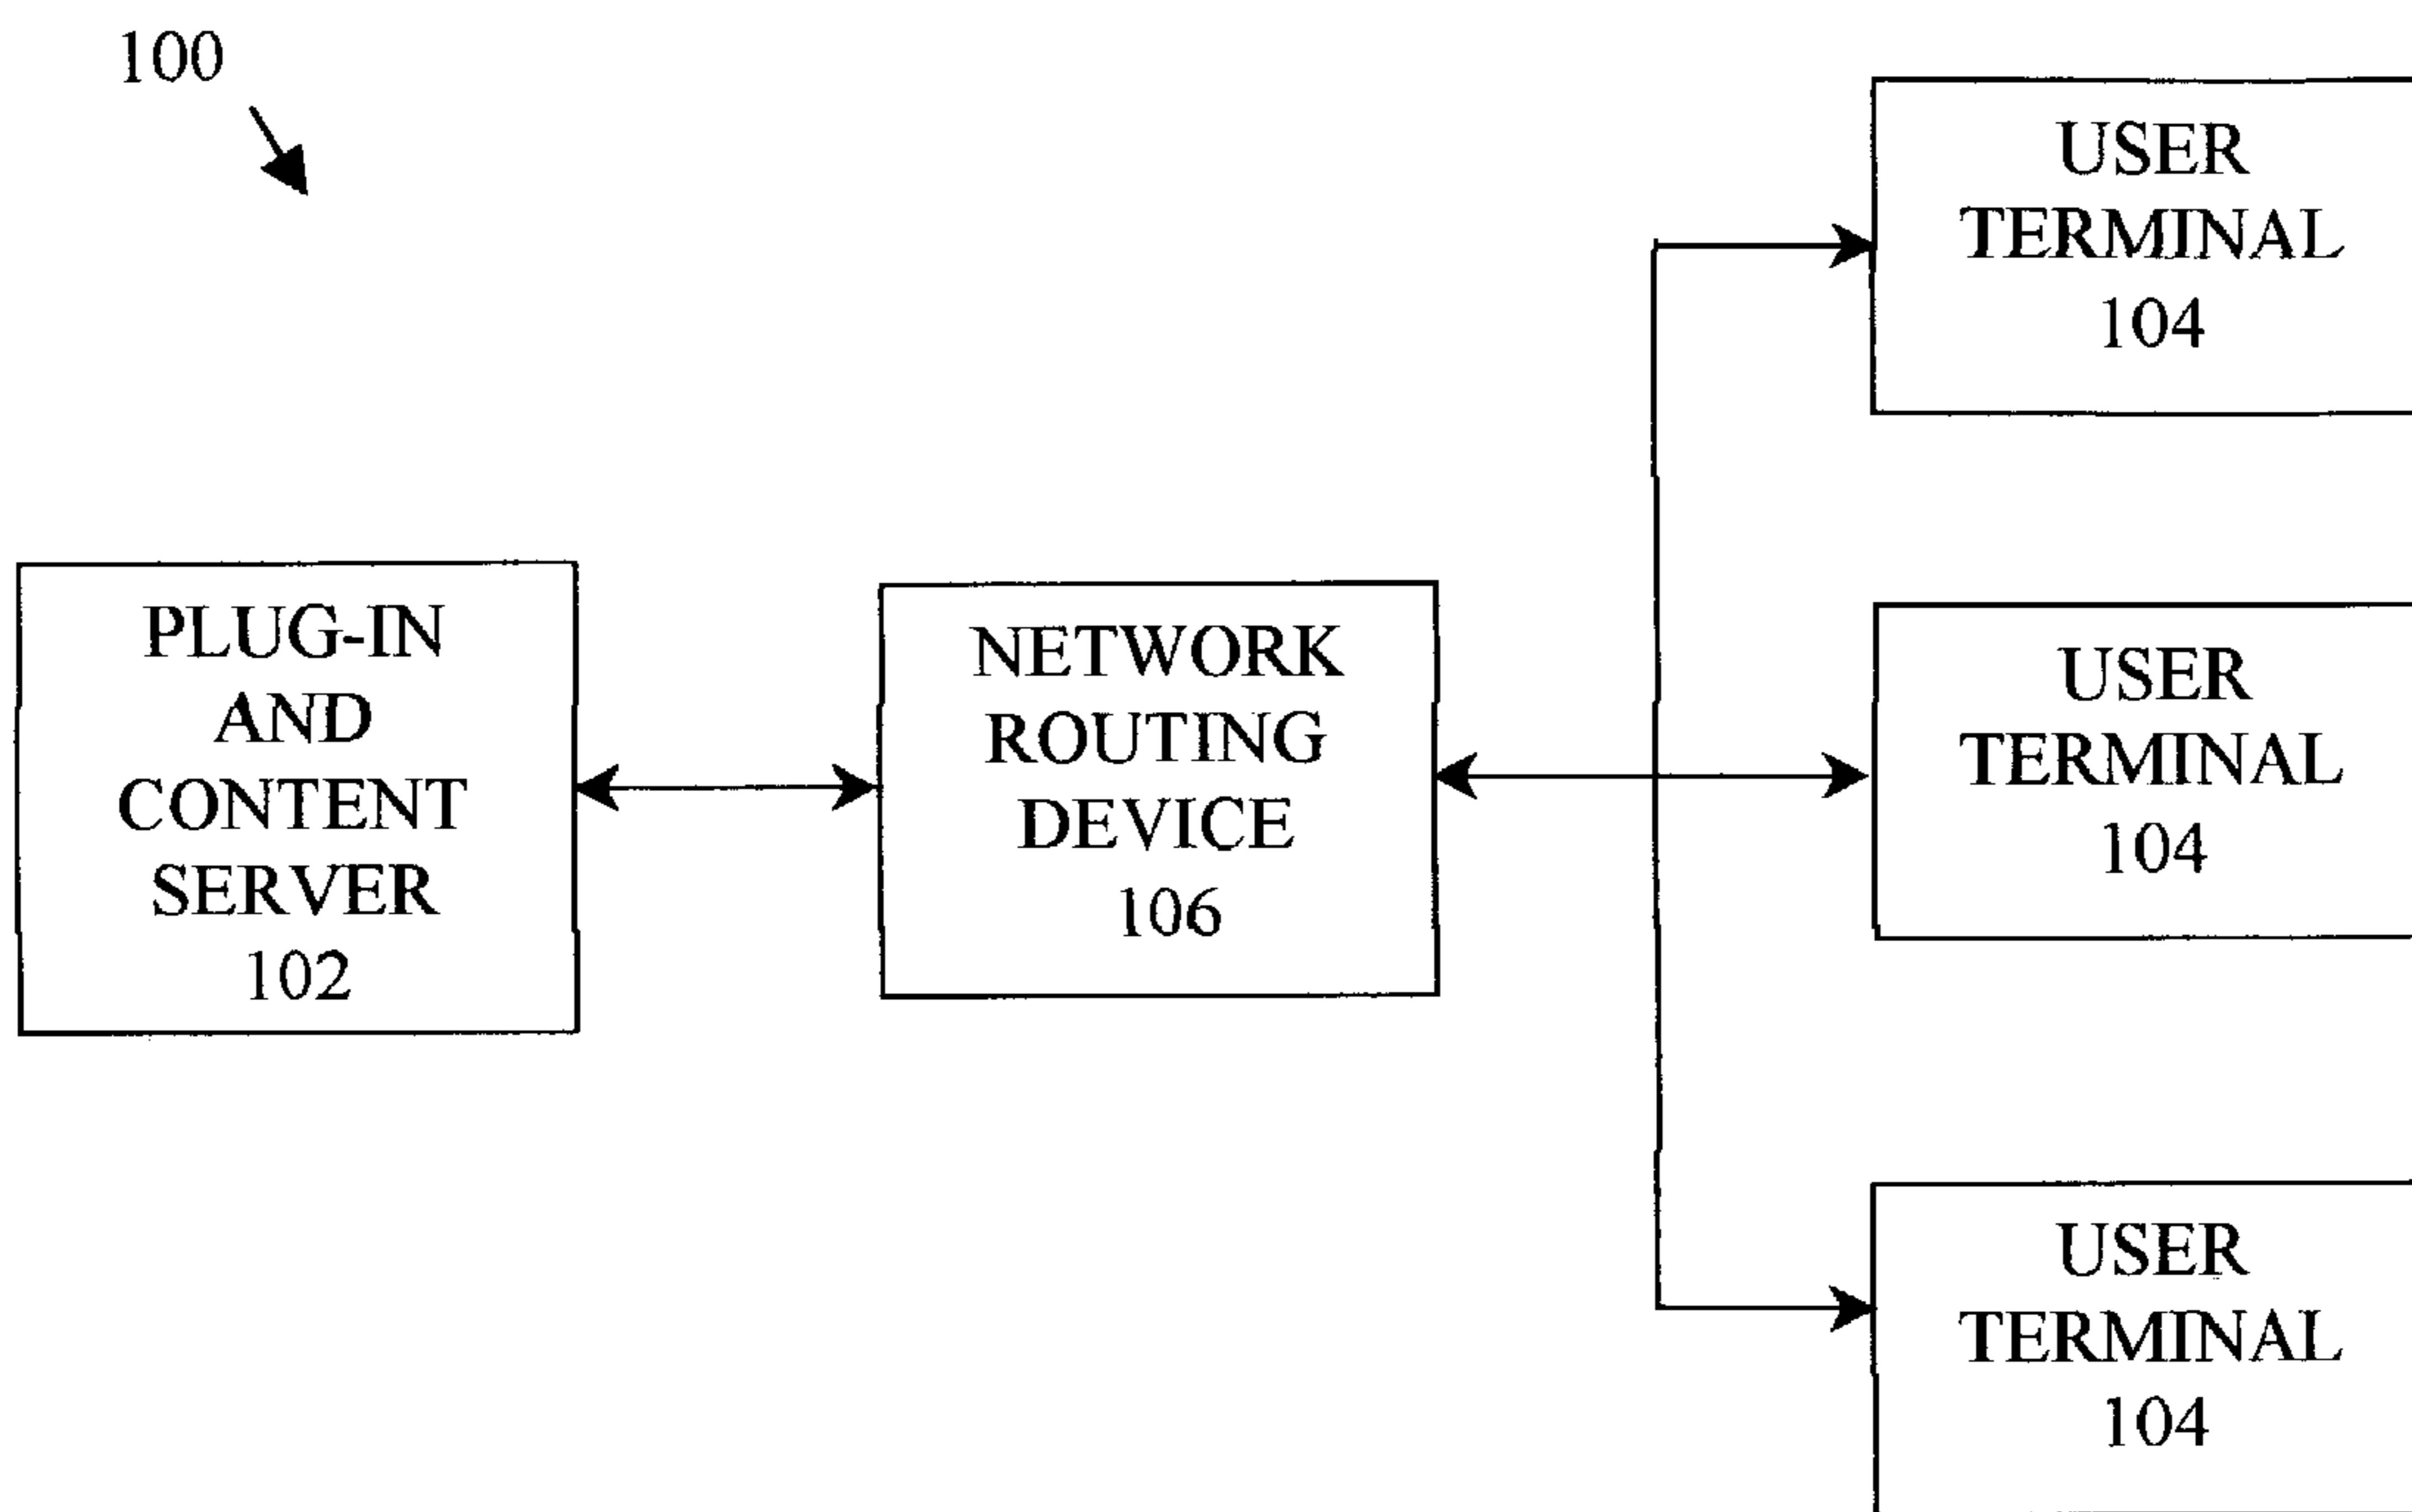 100
PLUG-IN
AND
CONTENT
SERVER
102
NETWORK
ROUTING
DEVICE
106
USER
TERMINAL
104
USER
TERMINAL
104
USER
TERMINAL
104